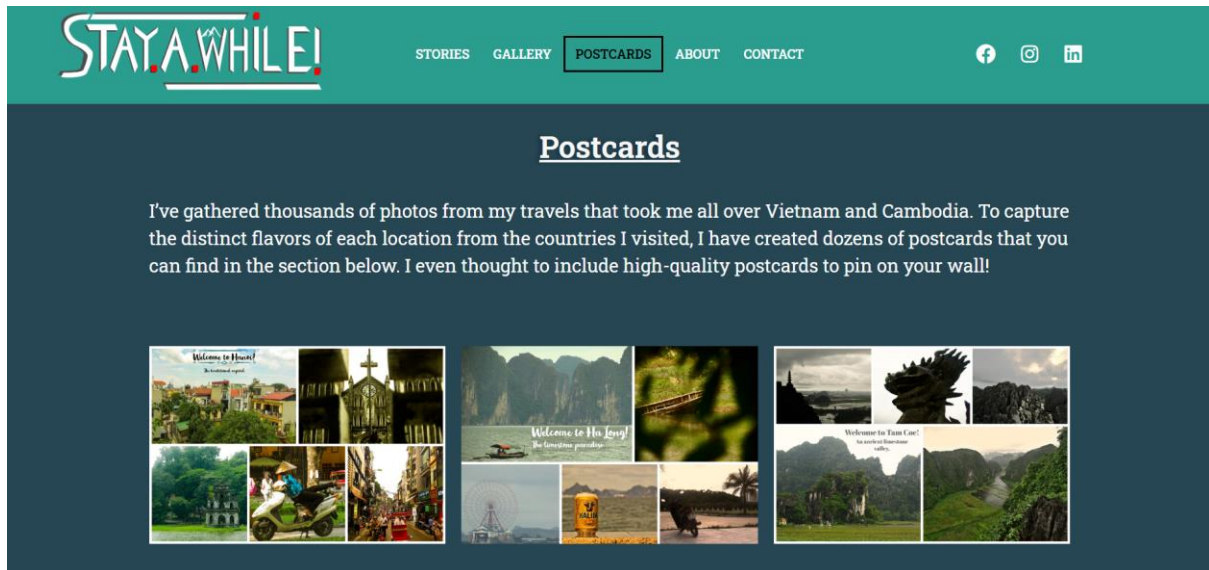 STAY.A.WHILE!
STORIES GALLERY POSTCARDS ABOUT CONTACT
Postcards
I’ve gathered thousands of photos from my travels that took me all over Vietnam and Cambodia. To capture
the distinct flavors of each location from the countries I visited, I have created dozens of postcards that you
can find in the section below. I even thought to include high-quality postcards to pin on your wall!
Welcome to Hanoi!
Welcome to Ha Long!
The limestone paradise
HALIDA
Welcome to Tam Coc!
An ancient limestone
valley.